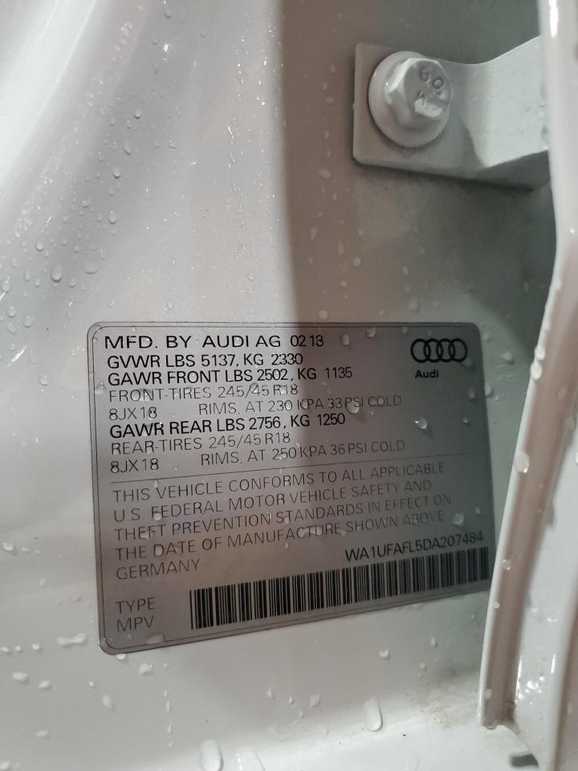 MFD. BY AUDI AG 02 13
GVWR LBS 5137, KG 2330
GAWR FRONT LBS 2502, KG 1135
FRONT-TIRES 245/45 R18
8JX18 RIMS, AT 230 KPA 33 PSI COLD
GAWR REAR LBS 2756, KG 1250
REAR-TIRES 245/45 R18
8JX18 RIMS, AT 250 KPA 36 PSI COLD
Audi
THIS VEHICLE CONFORMS TO ALL APPLICABLE
U.S. FEDERAL MOTOR VEHICLE SAFETY AND
THEFT PREVENTION STANDARDS IN EFFECT ON
THE DATE OF MANUFACTURE SHOWN ABOVE
GERMANY
WA1UFAFL5DA207484
TYPE
MPV